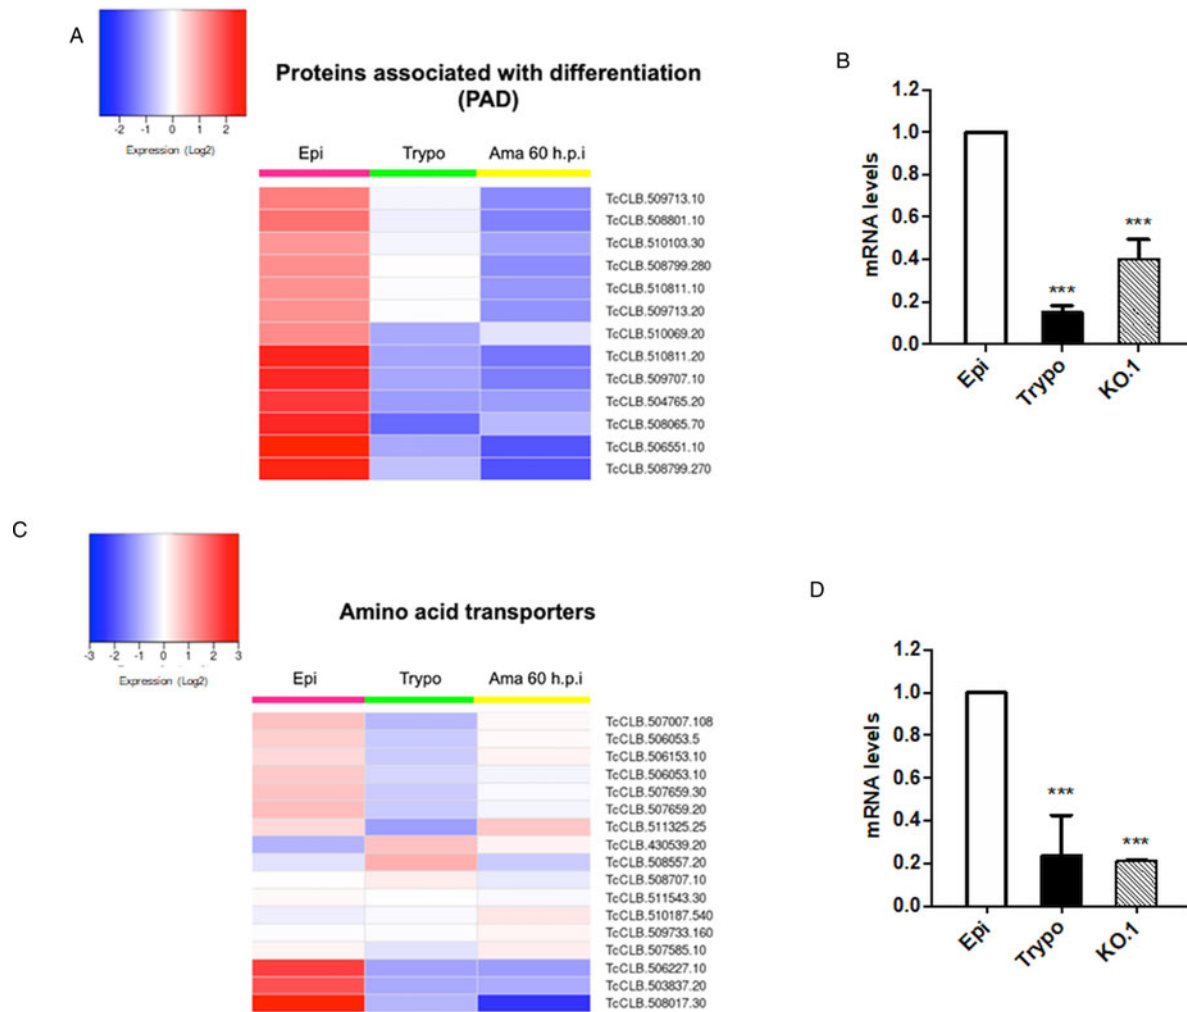 A
-2 -1 0 1 2
Expression (Log2)
Proteins associated with differentiation
(PAD)
Epi Trypo Ama 60 h.p.i
TcCLB.509713.10
TcCLB.508801.10
TcCLB.510103.30
TcCLB.508799.280
TcCLB.510811.10
TcCLB.509713.20
TcCLB.510069.20
TcCLB.510811.20
TcCLB.509707.10
TcCLB.504765.20
TcCLB.508065.70
TcCLB.506551.10
TcCLB.508799.270
B
mRNA levels
1.2
1.0
0.8
0.6
0.4
0.2
0.0
***
***
Epi Trypo KO.1
C
-3 -2 -1 0 1 2 3
Expression (Log2)
Amino acid transporters
Epi Trypo Ama 60 h.p.i
TcCLB.507007.108
TcCLB.506053.5
TcCLB.506153.10
TcCLB.506053.10
TcCLB.507659.30
TcCLB.507659.20
TcCLB.511325.25
TcCLB.430539.20
TcCLB.508557.20
TcCLB.508707.10
TcCLB.511543.30
TcCLB.510187.540
TcCLB.509733.160
TcCLB.507585.10
TcCLB.506227.10
TcCLB.503837.20
TcCLB.508017.30
D
mRNA levels
1.2
1.0
0.8
0.6
0.4
0.2
0.0
***
***
Epi Trypo KO.1